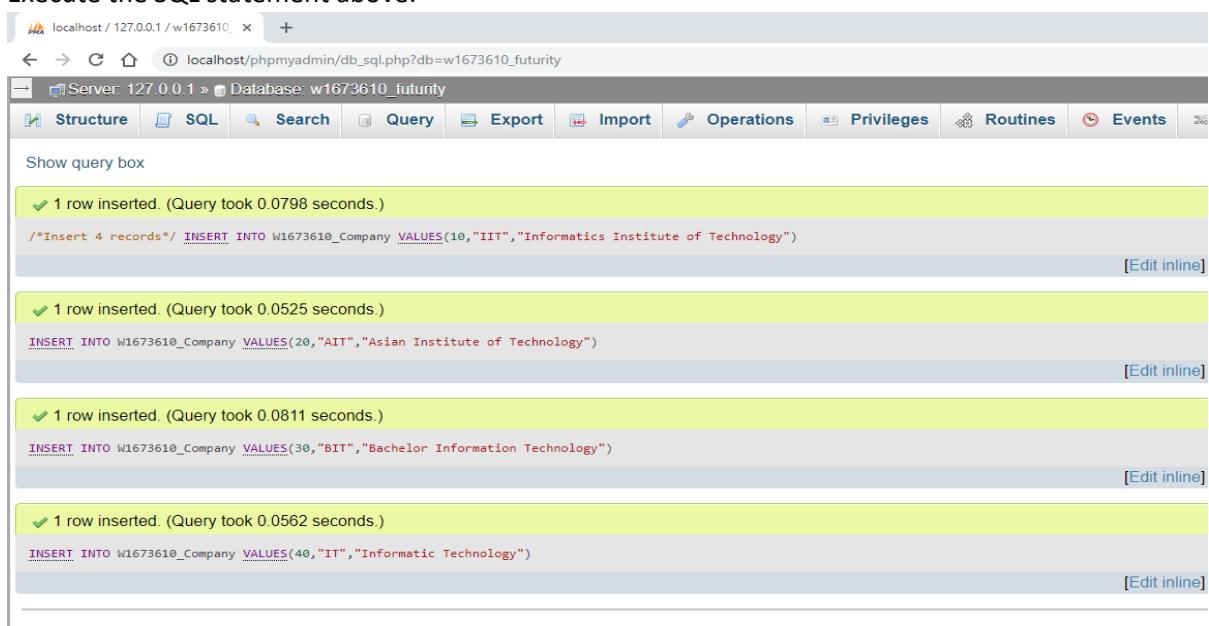 Execute the SQL statement above.
localhost / 127.0.0.1 / w1673610_
localhost/phpmyadmin/db_sql.php?db=w1673610_futurity
Server: 127.0.0.1 » Database: w1673610_futurity
Structure SQL Search Query Export Import Operations Privileges Routines Events
Show query box
1 row inserted. (Query took 0.0798 seconds.)
/*Insert 4 records*/ INSERT INTO W1673610_Company VALUES(10,"IIT","Informatics Institute of Technology")
[Edit inline]
1 row inserted. (Query took 0.0525 seconds.)
INSERT INTO W1673610_Company VALUES(20,"AIT","Asian Institute of Technology")
[Edit inline]
1 row inserted. (Query took 0.0811 seconds.)
INSERT INTO W1673610_Company VALUES(30,"BIT","Bachelor Information Technology")
[Edit inline]
1 row inserted. (Query took 0.0562 seconds.)
INSERT INTO W1673610_Company VALUES(40,"IT","Informatic Technology")
[Edit inline]